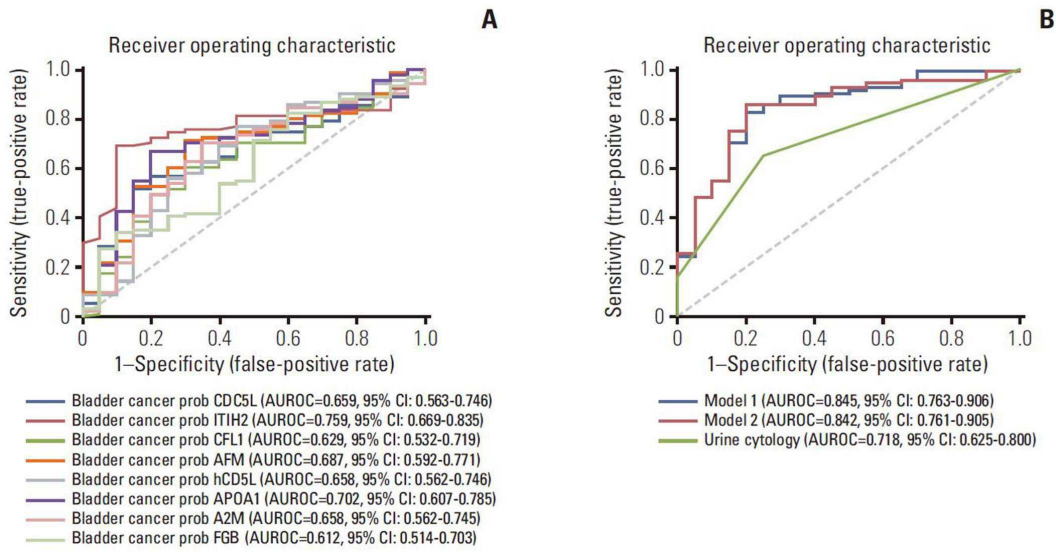 A
Receiver operating characteristic
Sensitivity (true-positive rate)
1.0
0.8
0.6
0.4
0.2
0
0 0.2 0.4 0.6 0.8 1.0
1–Specificity (false-positive rate)
Bladder cancer prob CDC5L (AUROC=0.659, 95% CI: 0.563-0.746)
Bladder cancer prob ITIH2 (AUROC=0.759, 95% CI: 0.669-0.835)
Bladder cancer prob CFL1 (AUROC=0.629, 95% CI: 0.532-0.719)
Bladder cancer prob AFM (AUROC=0.687, 95% CI: 0.592-0.771)
Bladder cancer prob hCD5L (AUROC=0.658, 95% CI: 0.562-0.746)
Bladder cancer prob APOA1 (AUROC=0.702, 95% CI: 0.607-0.785)
Bladder cancer prob A2M (AUROC=0.658, 95% CI: 0.562-0.745)
Bladder cancer prob FGB (AUROC=0.612, 95% CI: 0.514-0.703)
B
Receiver operating characteristic
Sensitivity (true-positive rate)
1.0
0.8
0.6
0.4
0.2
0
0 0.2 0.4 0.6 0.8 1.0
1–Specificity (false-positive rate)
Model 1 (AUROC=0.845, 95% CI: 0.763-0.906)
Model 2 (AUROC=0.842, 95% CI: 0.761-0.905)
Urine cytology (AUROC=0.718, 95% CI: 0.625-0.800)